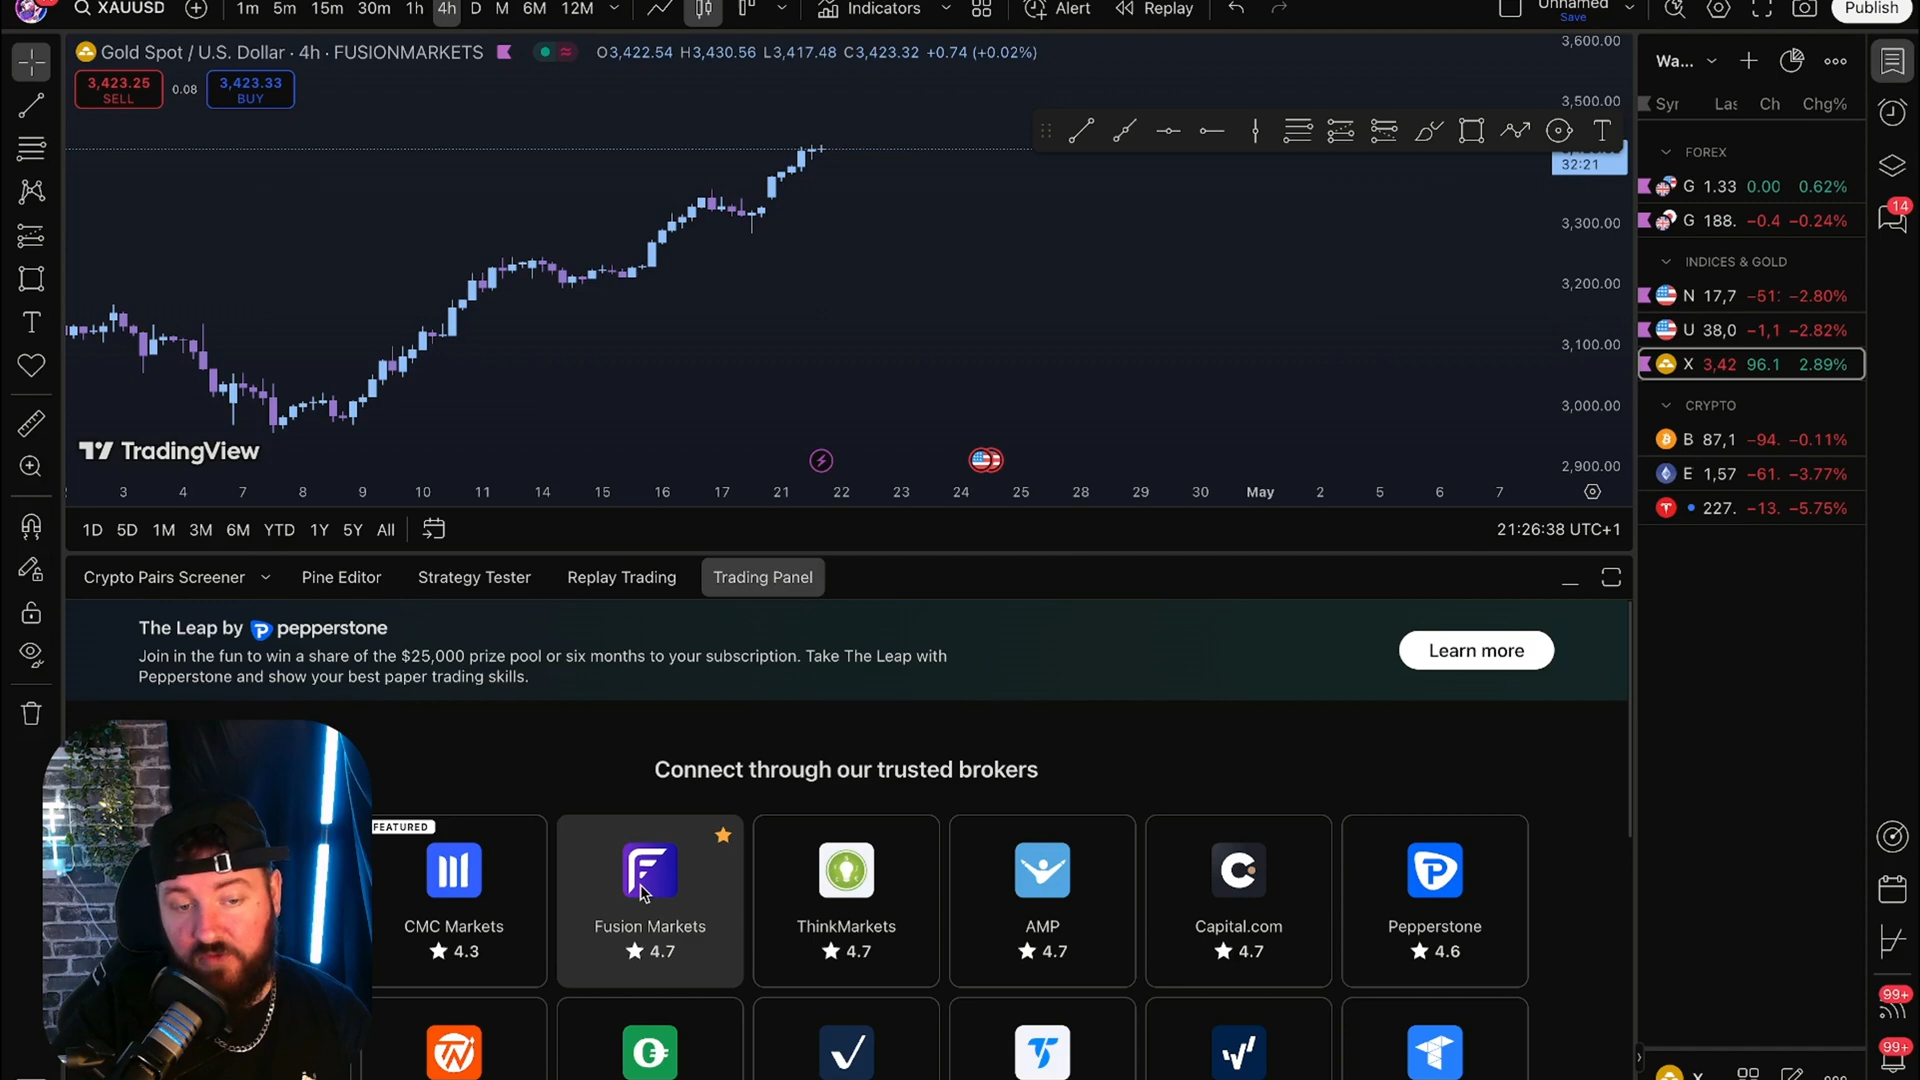 XAUUSD 1m 5m 15m 30m 1h 4h D M 6M 12M Indicators Alert Replay Unnamed Save Publish
Gold Spot / U.S. Dollar · 4h · FUSIONMARKETS O3,422.54 H3,430.56 L3,417.48 C3,423.32 +0.74 (+0.02%)
3,423.25 SELL 0.08 3,423.33 BUY
3,600.00
3,500.00
32:21
3,300.00
3,200.00
3,100.00
3,000.00
2,900.00
TradingView
3 4 7 8 9 10 11 14 15 16 17 21 22 23 24 25 28 29 30 May 2 5 6 7
1D 5D 1M 3M 6M YTD 1Y 5Y All 21:26:38 UTC+1
Wa...
Syr Las Ch Chg%
FOREX
G 1.33 0.00 0.62%
G 188. −0.4 −0.24%
INDICES & GOLD
N 17,7 −51: −2.80%
U 38,0 −1,1 −2.82%
X 3,42 96.1 2.89%
CRYPTO
B 87,1 −94. −0.11%
E 1,57 −61. −3.77%
227. −13. −5.75%
14
99+
99+
X
Crypto Pairs Screener Pine Editor Strategy Tester Replay Trading Trading Panel
The Leap by pepperstone
Join in the fun to win a share of the $25,000 prize pool or six months to your subscription. Take The Leap with
Pepperstone and show your best paper trading skills.
Learn more
Connect through our trusted brokers
FEATURED
CMC Markets Fusion Markets ThinkMarkets AMP Capital.com Pepperstone
4.3 4.7 4.7 4.7 4.7 4.6